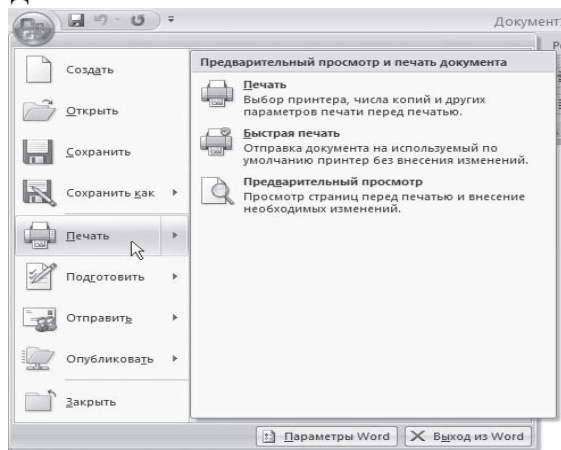 Документ
Создать
Открыть
Сохранить
Сохранить как
Печать
Подготовить
Отправить
Опубликовать
Закрыть
Предварительный просмотр и печать документа
Печать
Выбор принтера, числа копий и других
параметров печати перед печатью.
Быстрая печать
Отправка документа на используемый по
умолчанию принтер без внесения изменений.
Предварительный просмотр
Просмотр страниц перед печатью и внесение
необходимых изменений.
Параметры Word
Выход из Word